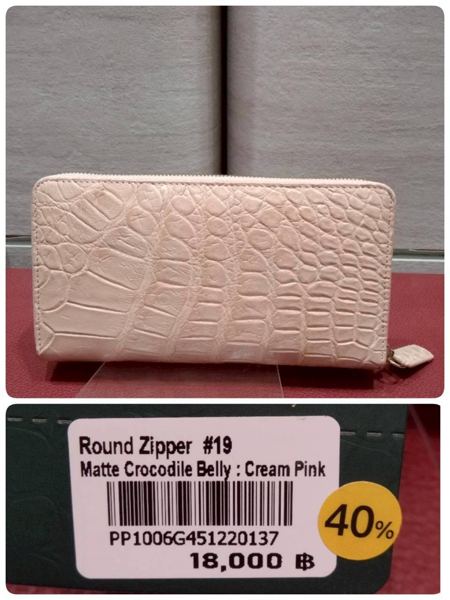 Round Zipper #19
Matte Crocodile Belly : Cream Pink
PP1006G451220137
40%
18,000 ฿